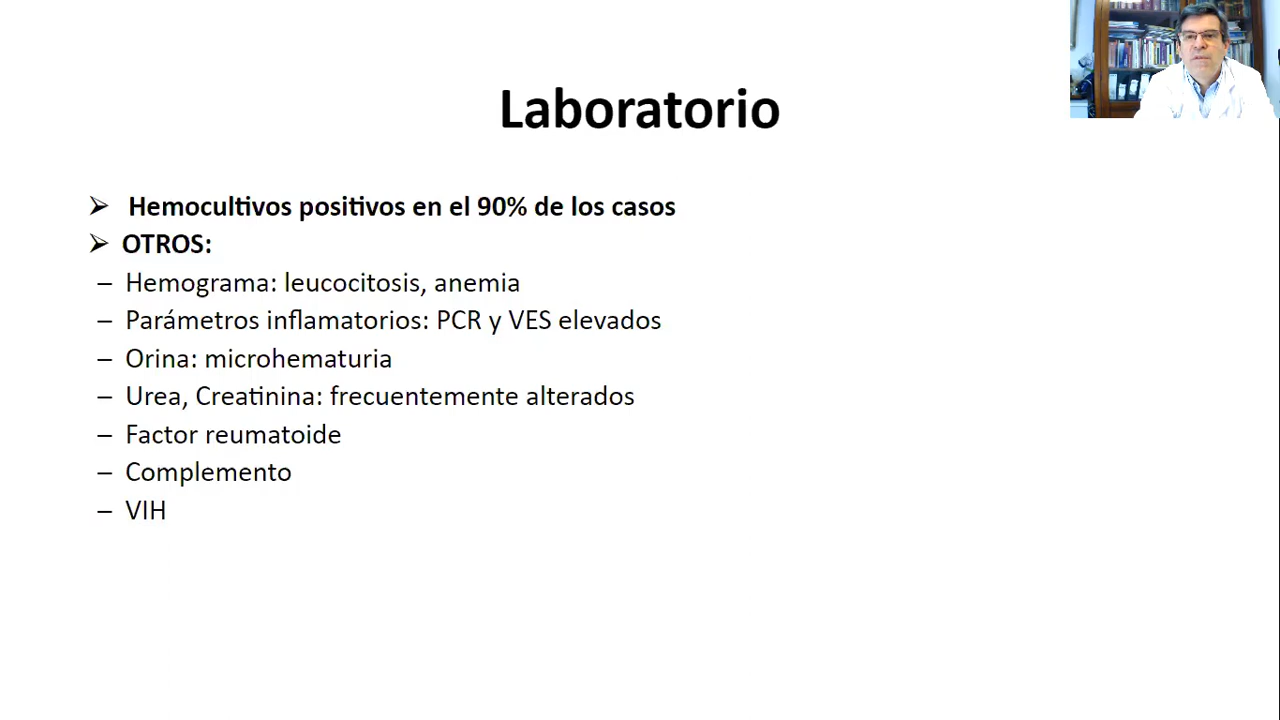 Laboratorio
➢ Hemocultivos positivos en el 90% de los casos
➢ OTROS:
– Hemograma: leucocitosis, anemia
– Parámetros inflamatorios: PCR y VES elevados
– Orina: microhematuria
– Urea, Creatinina: frecuentemente alterados
– Factor reumatoide
– Complemento
– VIH